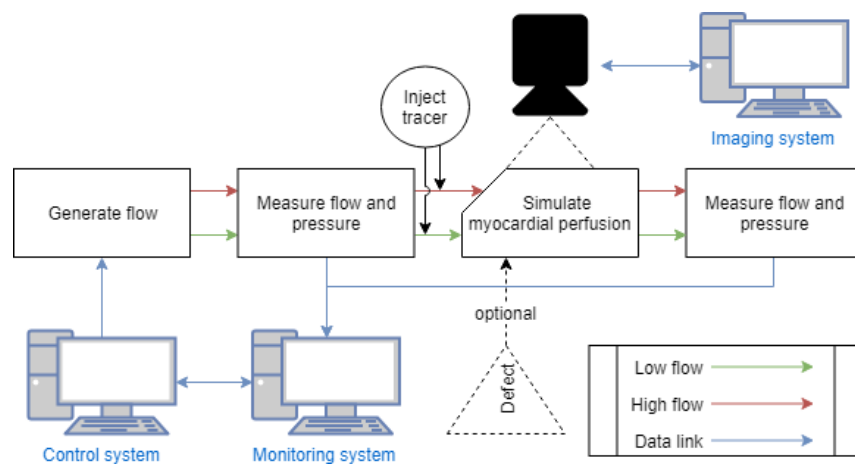 Inject
tracer
Imaging system
Generate flow
Measure flow and
pressure
Simulate
myocardial perfusion
Measure flow and
pressure
optional
Defect
Low flow
High flow
Data link
Control system
Monitoring system